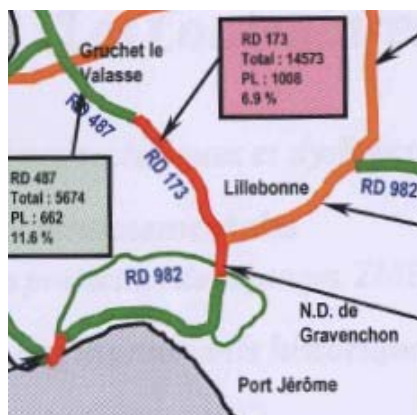 Gruchet le
Valasse
RD 173
Total : 14573
PL : 1008
6.9 %
RD 487
RD 173
RD 487
Total : 5674
PL : 662
11.6 %
Lillebonne
RD 982
RD 982
N.D. de
Gravenchon
Port Jérôme